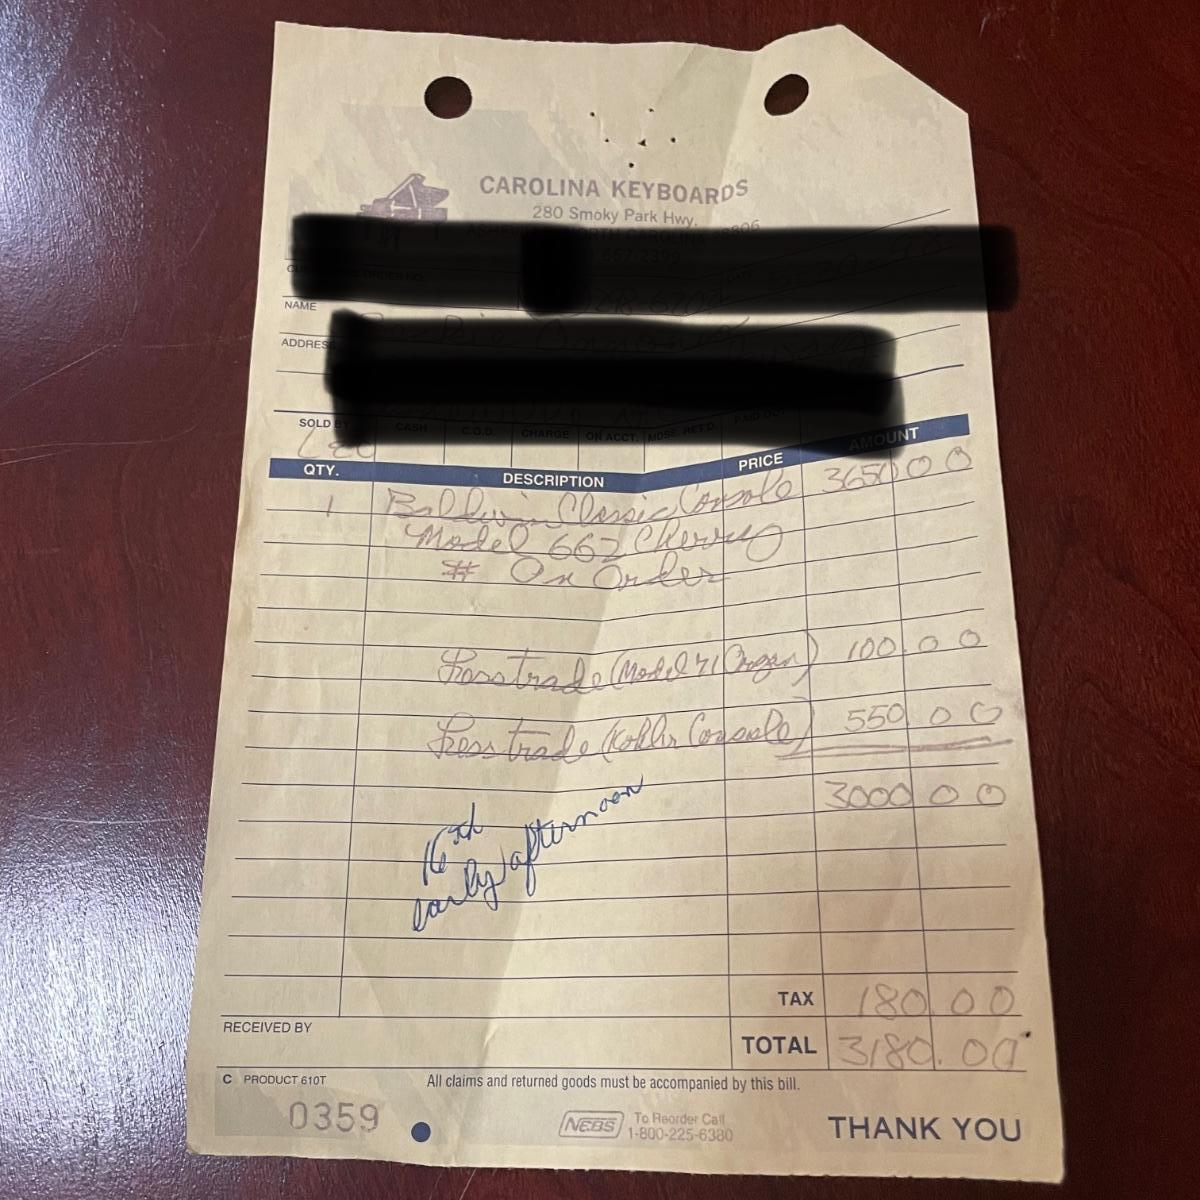 CAROLINA KEYBOARDS
280 Smoky Park Hwy.
NAME
ADDRESS
SOLD BY CASH C.O.D. CHARGE ON ACCT. MDSE. RET'D. PAID OUT
Leo
QTY. DESCRIPTION PRICE AMOUNT
1 Baldwin Classic Console 3650 00
Model 662 Cherry
# On Order
Less trade (Model 71 Organ) 100.00
Less trade (Kohler Console) 550 00
3000 00
16th
early afternoon
TAX 180.00
RECEIVED BY
TOTAL 3180.00
C PRODUCT 610T All claims and returned goods must be accompanied by this bill.
0359 NEBS To Reorder Call
1-800-225-6380 THANK YOU